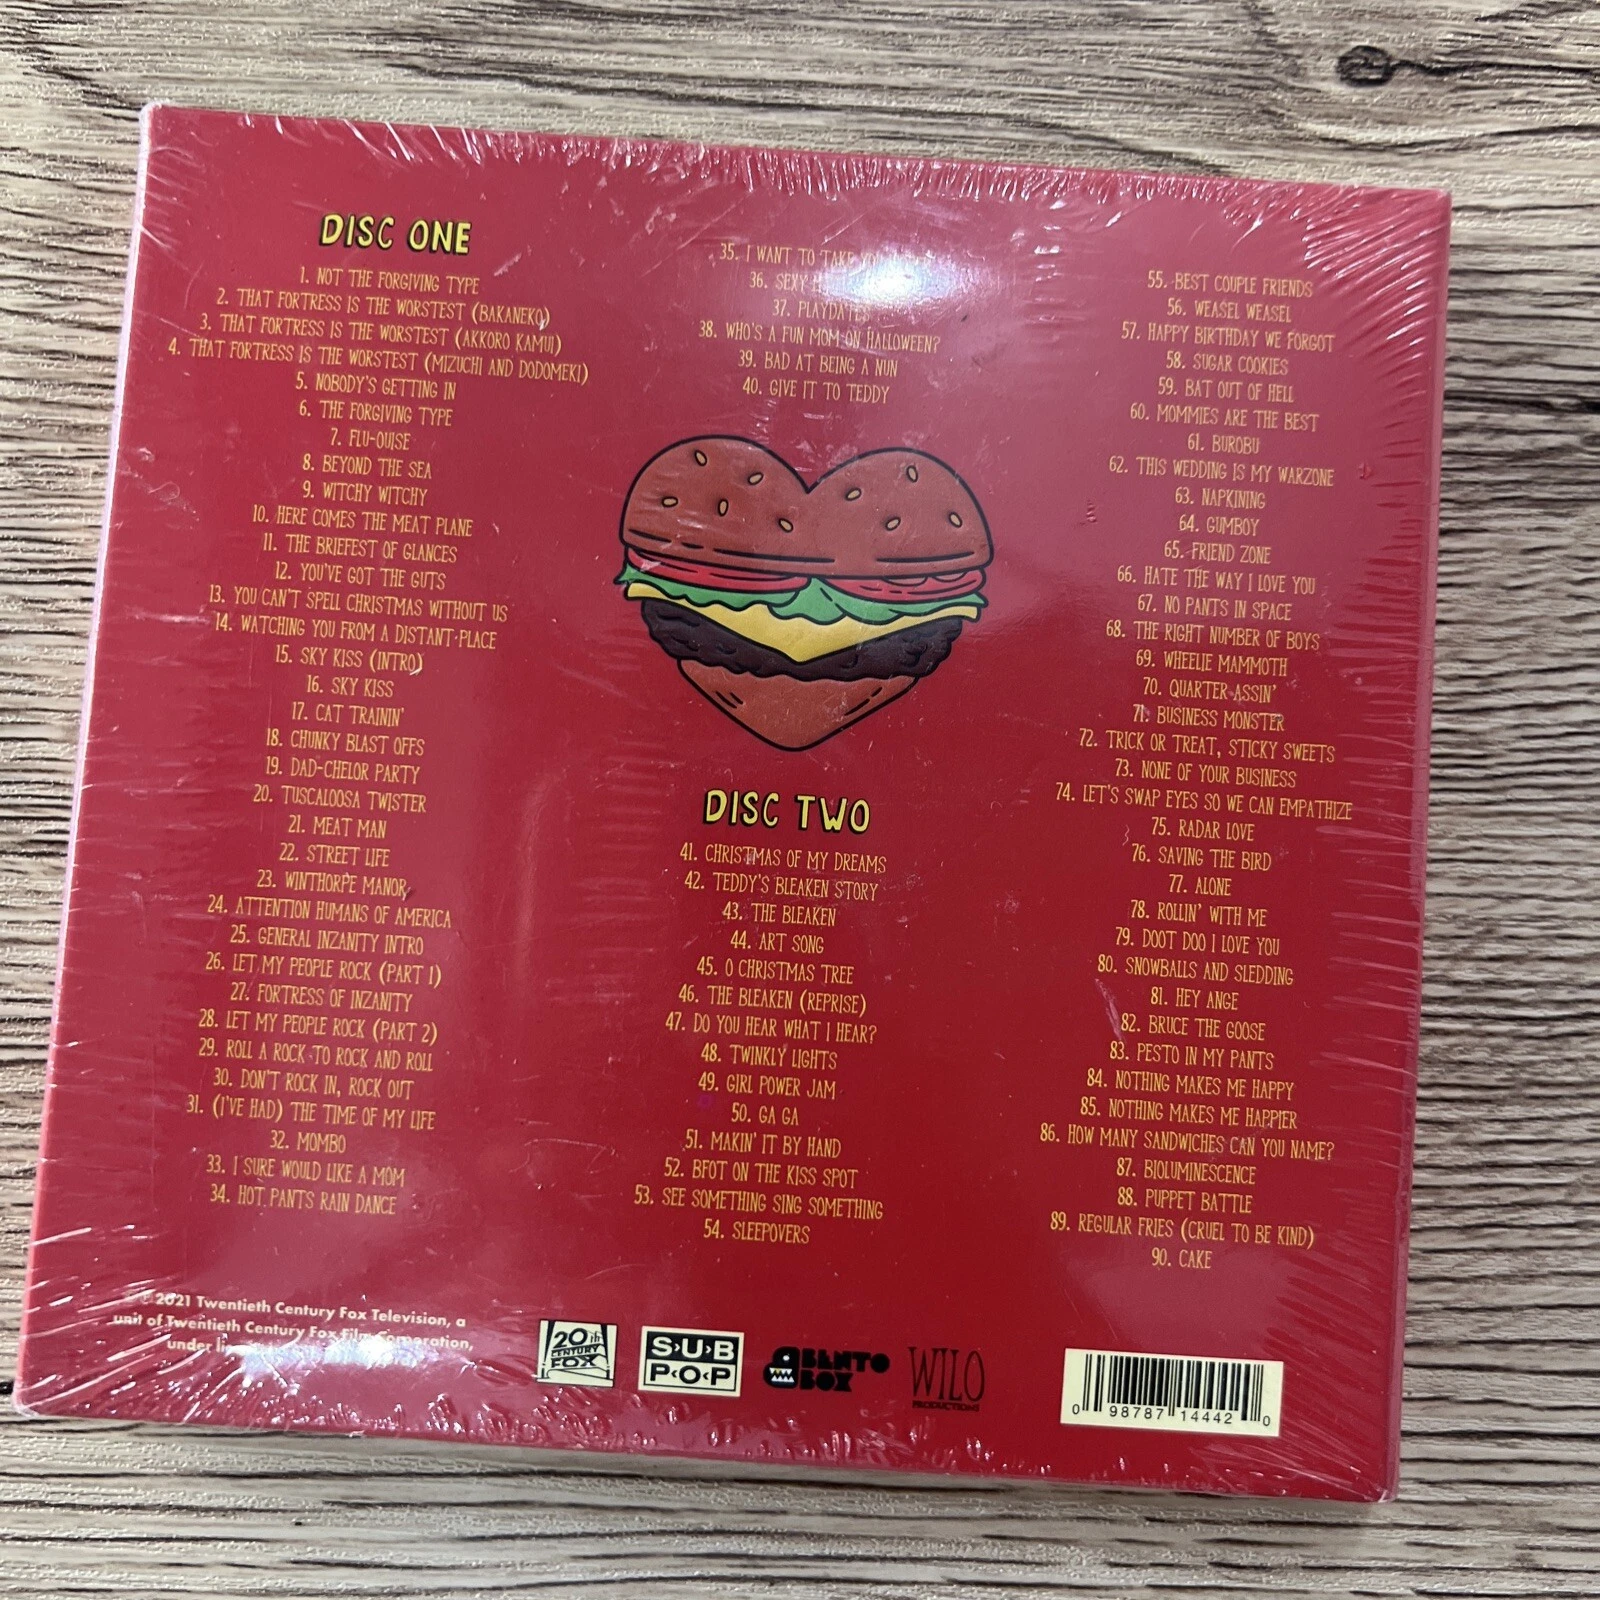 DISC ONE
1. NOT THE FORGIVING TYPE
2. THAT FORTRESS IS THE WORSTEST (BAKANEKO)
3. THAT FORTRESS IS THE WORSTEST (AKKORO KAMUI)
4. THAT FORTRESS IS THE WORSTEST (MIZUCHI AND DODOMEKI)
5. NOBODY'S GETTING IN
6. THE FORGIVING TYPE
7. FLU-OUISE
8. BEYOND THE SEA
9. WITCHY WITCHY
10. HERE COMES THE MEAT PLANE
11. THE BRIEFEST OF GLANCES
12. YOU'VE GOT THE GUTS
13. YOU CAN'T SPELL CHRISTMAS WITHOUT US
14. WATCHING YOU FROM A DISTANT PLACE
15. SKY KISS (INTRO)
16. SKY KISS
17. CAT TRAININ'
18. CHUNKY BLAST OFFS
19. DAD-CHELOR PARTY
20. TUSCALOOSA TWISTER
21. MEAT MAN
22. STREET LIFE
23. WINTHORPE MANOR
24. ATTENTION HUMANS OF AMERICA
25. GENERAL INZANITY INTRO
26. LET MY PEOPLE ROCK (PART 1)
27. FORTRESS OF INZANITY
28. LET MY PEOPLE ROCK (PART 2)
29. ROLL A ROCK TO ROCK AND ROLL
30. DON'T ROCK IN, ROCK OUT
31. (I'VE HAD) THE TIME OF MY LIFE
32. MOMBO
33. I SURE WOULD LIKE A MOM
34. HOT PANTS RAIN DANCE
35. I WANT TO TAKE
36. SEXY
37. PLAYDATES
38. WHO'S A FUN MOM ON HALLOWEEN?
39. BAD AT BEING A NUN
40. GIVE IT TO TEDDY
DISC TWO
41. CHRISTMAS OF MY DREAMS
42. TEDDY'S BLEAKEN STORY
43. THE BLEAKEN
44. ART SONG
45. O CHRISTMAS TREE
46. THE BLEAKEN (REPRISE)
47. DO YOU HEAR WHAT I HEAR?
48. TWINKLY LIGHTS
49. GIRL POWER JAM
50. GA GA
51. MAKIN' IT BY HAND
52. BFOT ON THE KISS SPOT
53. SEE SOMETHING SING SOMETHING
54. SLEEPOVERS
55. BEST COUPLE FRIENDS
56. WEASEL WEASEL
57. HAPPY BIRTHDAY WE FORGOT
58. SUGAR COOKIES
59. BAT OUT OF HELL
60. MOMMIES ARE THE BEST
61. BUROBU
62. THIS WEDDING IS MY WARZONE
63. NAPKINING
64. GUMBOY
65. FRIEND ZONE
66. HATE THE WAY I LOVE YOU
67. NO PANTS IN SPACE
68. THE RIGHT NUMBER OF BOYS
69. WHEELIE MAMMOTH
70. QUARTER ASSIN'
71. BUSINESS MONSTER
72. TRICK OR TREAT, STICKY SWEETS
73. NONE OF YOUR BUSINESS
74. LET'S SWAP EYES SO WE CAN EMPATHIZE
75. RADAR LOVE
76. SAVING THE BIRD
77. ALONE
78. ROLLIN' WITH ME
79. DOOT DOO I LOVE YOU
80. SNOWBALLS AND SLEDDING
81. HEY ANGE
82. BRUCE THE GOOSE
83. PESTO IN MY PANTS
84. NOTHING MAKES ME HAPPY
85. NOTHING MAKES ME HAPPIER
86. HOW MANY SANDWICHES CAN YOU NAME?
87. BIOLUMINESCENCE
88. PUPPET BATTLE
89. REGULAR FRIES (CRUEL TO BE KIND)
90. CAKE
2021 Twentieth Century Fox Television, a
unit of Twentieth Century Fox Film Corporation,
under
20th CENTURY FOX
SUB POP
BENTO BOX
WILO PRODUCTIONS
0 98787 14442 0